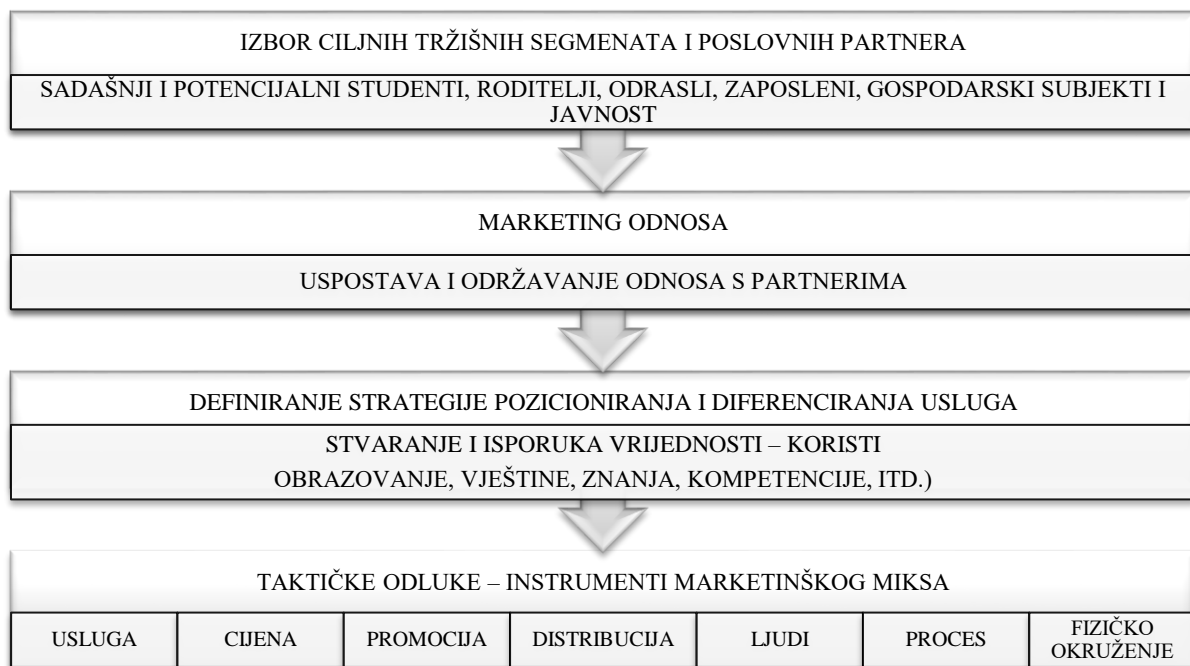 IZBOR CILJNIH TRŽIŠNIH SEGMENATA I POSLOVNIH PARTNERA
SADAŠNJI I POTENCIJALNI STUDENTI, RODITELJI, ODRASLI, ZAPOSLENI, GOSPODARSKI SUBJEKTI I
JAVNOST
MARKETING ODNOSA
USPOSTAVA I ODRŽAVANJE ODNOSA S PARTNERIMA
DEFINIRANJE STRATEGIJE POZICIONIRANJA I DIFERENCIRANJA USLUGA
STVARANJE I ISPORUKA VRIJEDNOSTI – KORISTI
OBRAZOVANJE, VJEŠTINE, ZNANJA, KOMPETENCIJE, ITD.)
TAKTIČKE ODLUKE – INSTRUMENTI MARKETINŠKOG MIKSA
USLUGA
CIJENA
PROMOCIJA
DISTRIBUCIJA
LJUDI
PROCES
FIZIČKO
OKRUŽENJE